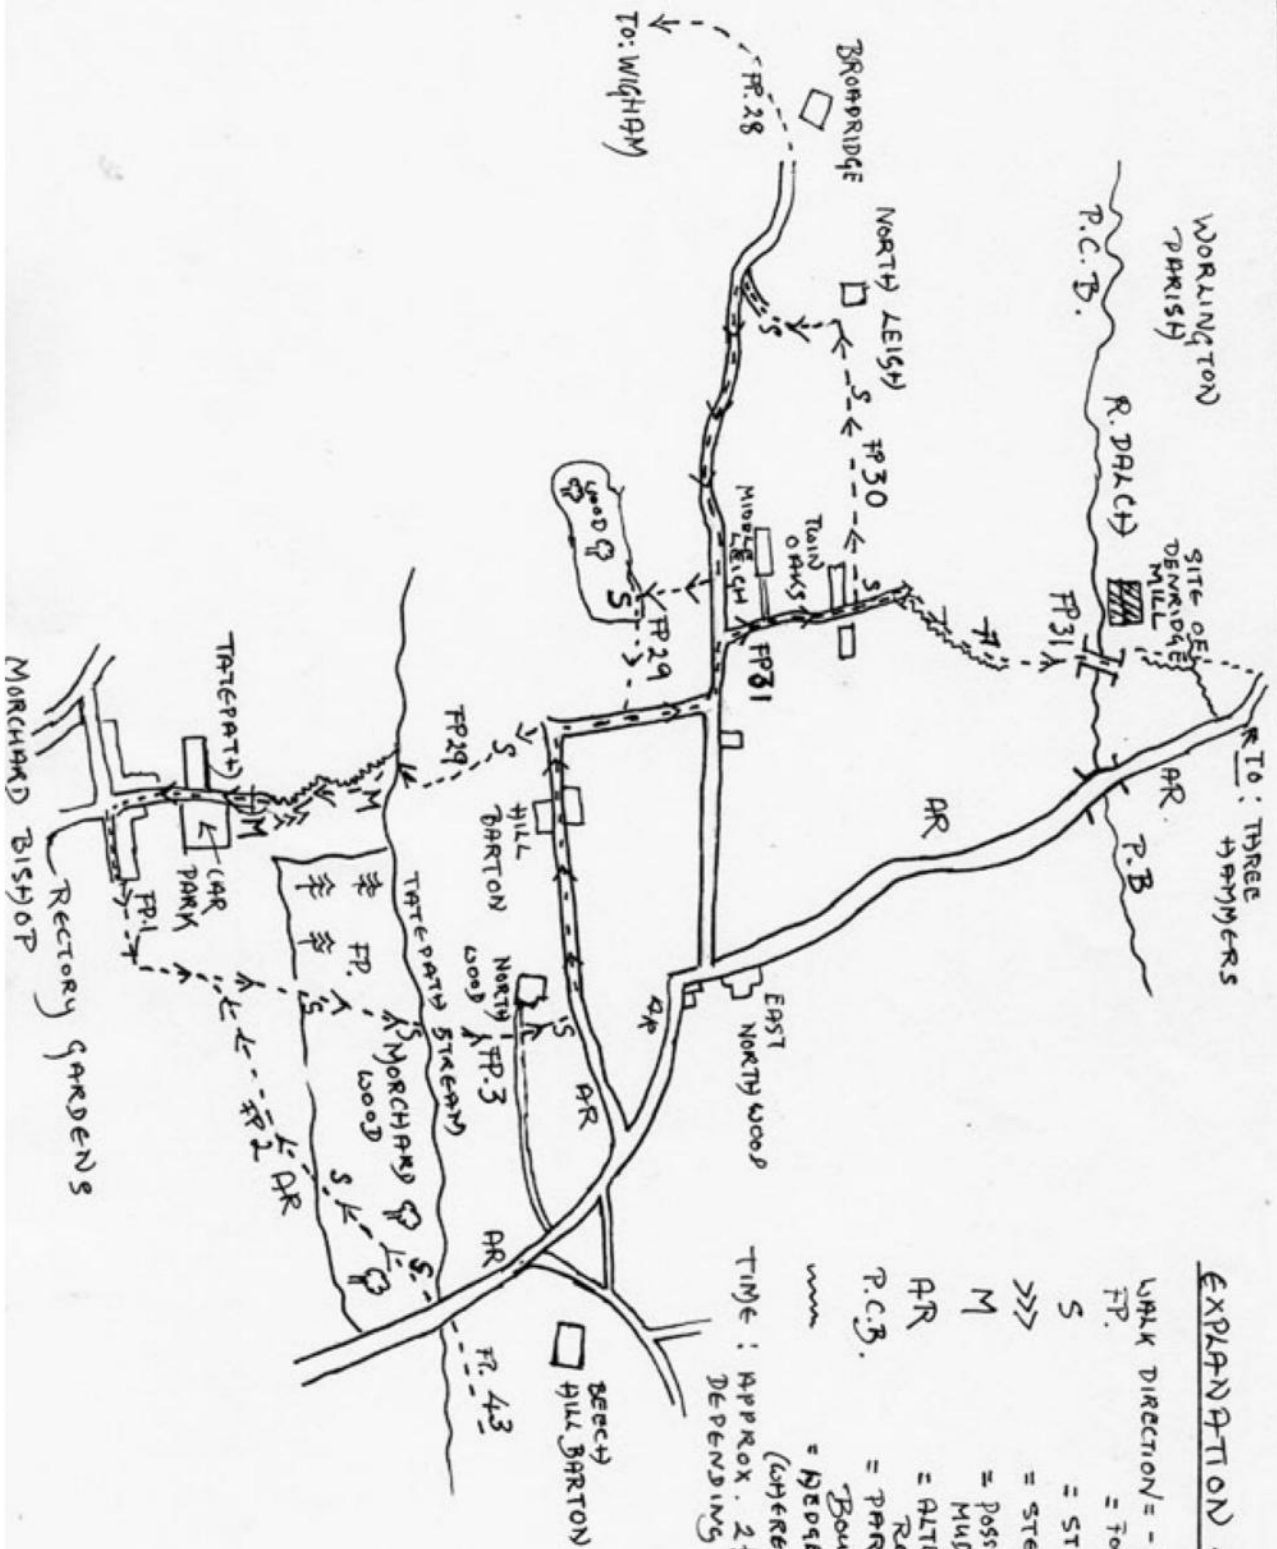 WORLINGTON
PARISH
P.C.B.
R. DALCH
SITE OF
DENRIDGE
MILL
TO: THREE
HAMMERS
AR
P.B
AR
FP31
BROADRIDGE
NORTH LEIGH
FP.28
TO: WIGHAM
S
S
FP30
TWIN
OAKS
S
MIDDLE
LEIGH
FP31
WOOD
S
FP29
EAST
NORTHWOOD
AR
HILL
BARTON
S
FP29
NORTH
WOOD
S
FP.3
AR
TATEPATH STREAM
M
TATEPATH
M
CAR
PARK
FP.1
FP.
S
S
MORCHARD
WOOD
FP2
AR
S
S
AR
FP. 43
BEECH
HILL BARTON
RECTORY GARDENS
MORCHARD BISHOP
EXPLANATION
WALK DIRECTION = -
FP. = FO
S = ST
>>> = STE
M = POSS
MUD
AR = ALTE
P.C.B. = PAR
BOU
= HEDGE
(WHERE
TIME : APPROX. 2
DEPENDING